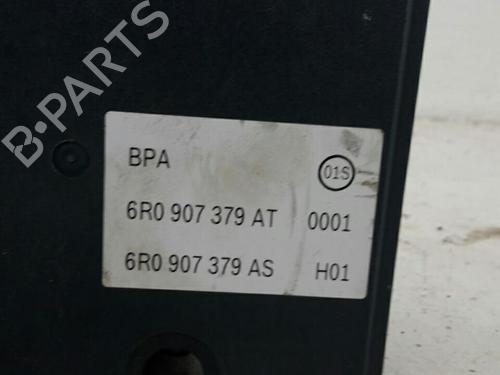 B-PARTS
BPA
01S
6R0 907 379 AT 0001
6R0 907 379 AS H01